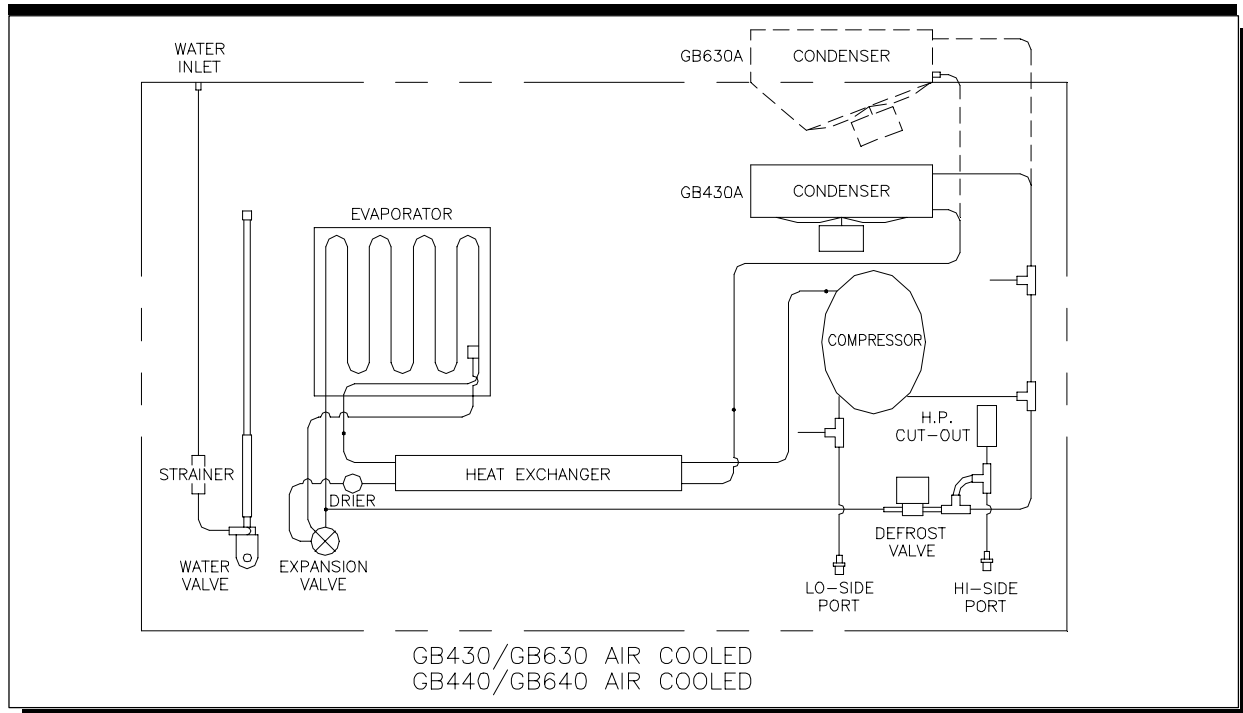 WATER
INLET
GB630A
CONDENSER
GB430A
CONDENSER
EVAPORATOR
COMPRESSOR
H.P.
CUT-OUT
STRAINER
HEAT EXCHANGER
DRIER
DEFROST
VALVE
WATER
VALVE
EXPANSION
VALVE
LO-SIDE
PORT
HI-SIDE
PORT
GB430/GB630 AIR COOLED
GB440/GB640 AIR COOLED